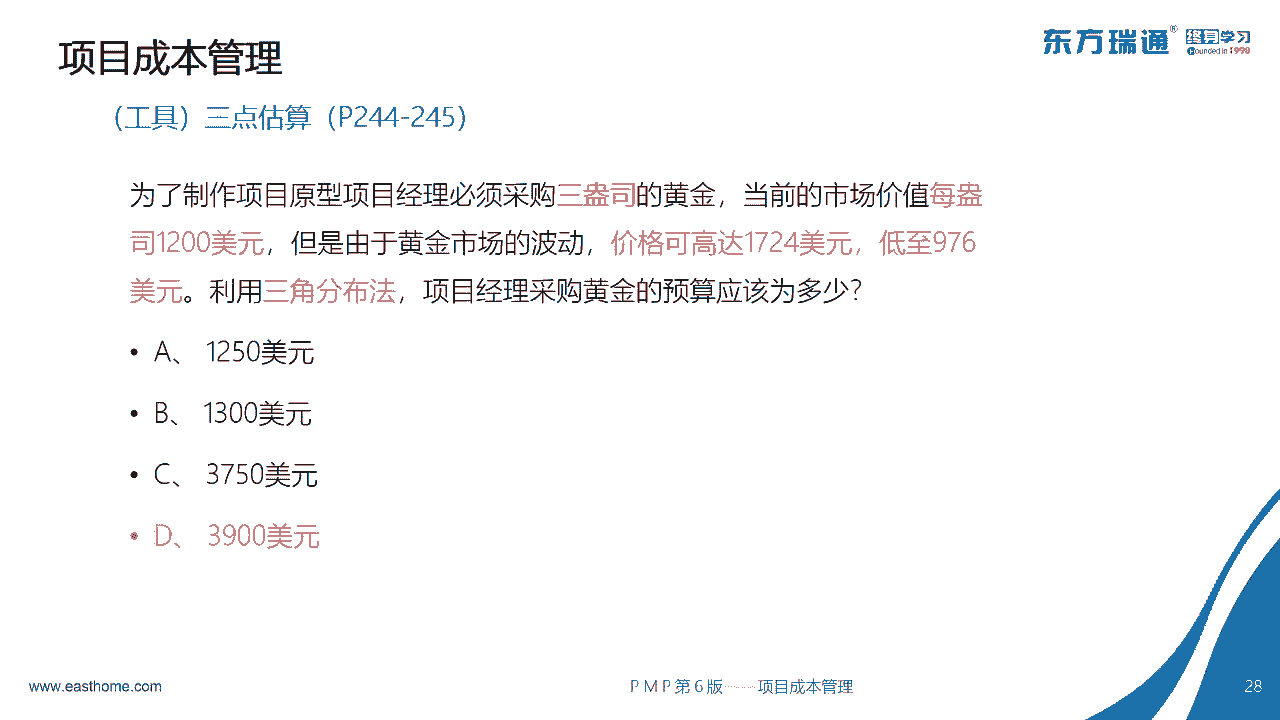 项目成本管理
东方瑞通® 终身学习
Founded in 1998
（工具）三点估算（P244-245）
为了制作项目原型项目经理必须采购三盎司的黄金，当前的市场价值每盎
司1200美元，但是由于黄金市场的波动，价格可高达1724美元，低至976
美元。利用三角分布法，项目经理采购黄金的预算应该为多少？
• A、 1250美元
• B、 1300美元
• C、 3750美元
• D、 3900美元
www.easthome.com
PMP第6版——项目成本管理
28